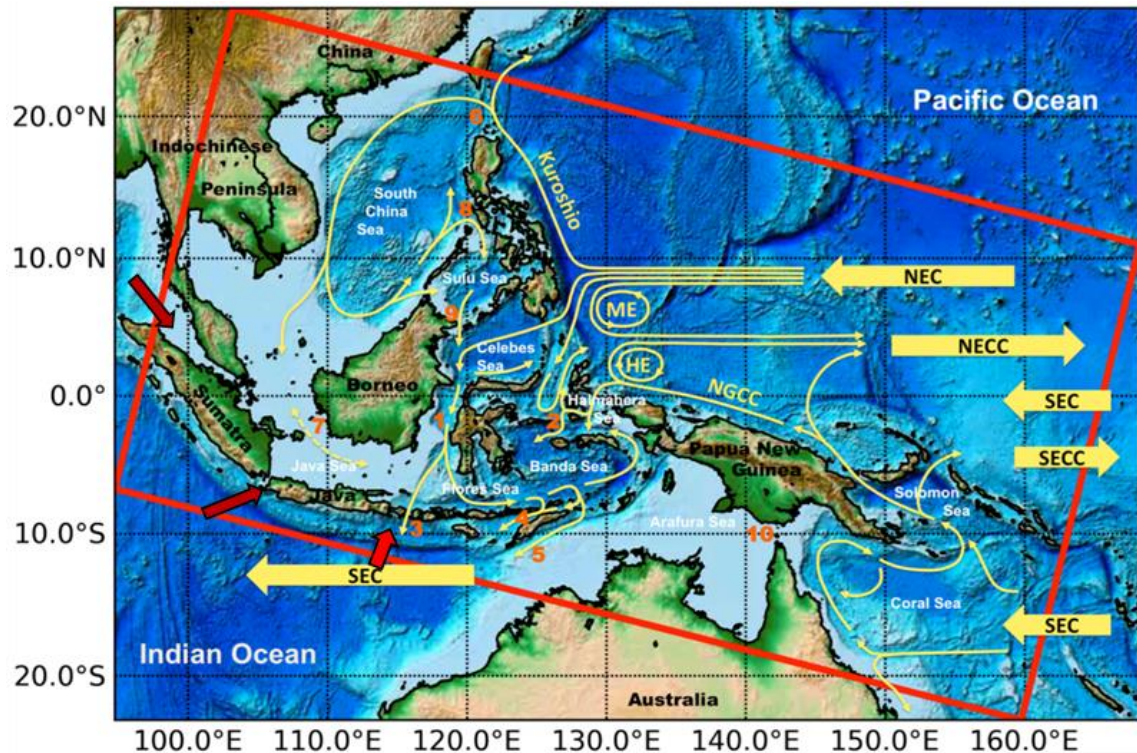 China
20.0°N
Pacific Ocean
6
Indochinese
Peninsula
Kuroshio
South
China
Sea
8
10.0°N
Sulu Sea
NEC
ME
9
Celebes
Sea
NECC
HE
Borneo
Halmahera
Sea
NGCC
0.0°
SEC
Sumatra
1
2
7
Papua New
Guinea
Java Sea
Banda Sea
SECC
Flores Sea
Solomon
Sea
Java
4
Arafura Sea
10.0°S
3
5
10
SEC
Coral Sea
SEC
Indian Ocean
20.0°S
Australia
100.0°E
110.0°E
120.0°E
130.0°E
140.0°E
150.0°E
160.0°E